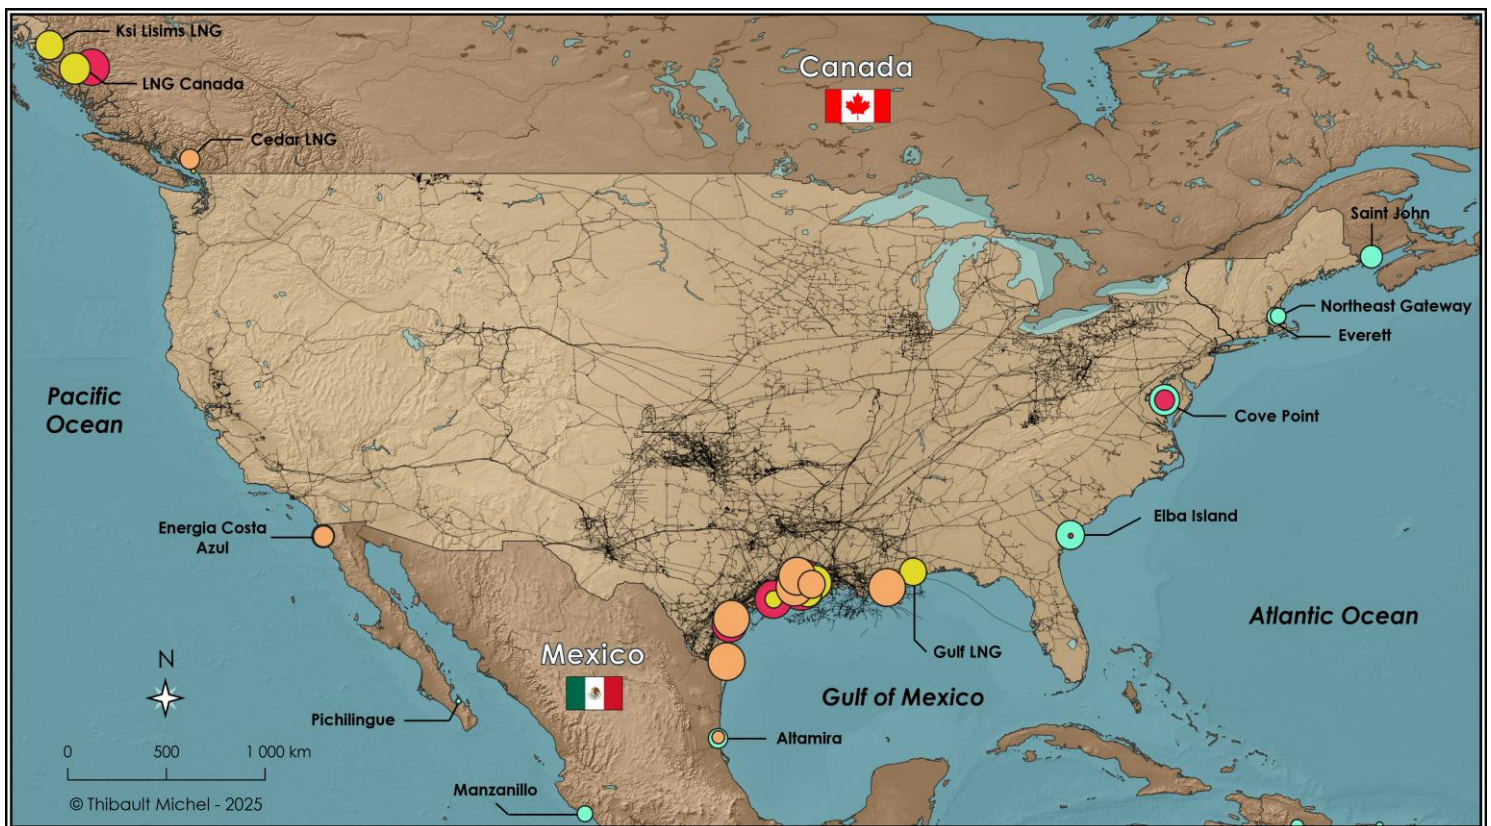 Ksi Lisims LNG
LNG Canada
Canada
Cedar LNG
Saint John
Northeast Gateway
Everett
Pacific
Ocean
Cove Point
Energia Costa
Azul
Elba Island
Atlantic Ocean
Gulf LNG
Mexico
N
Gulf of Mexico
Pichilingue
Altamira
0 500 1 000 km
Manzanillo
© Thibault Michel - 2025